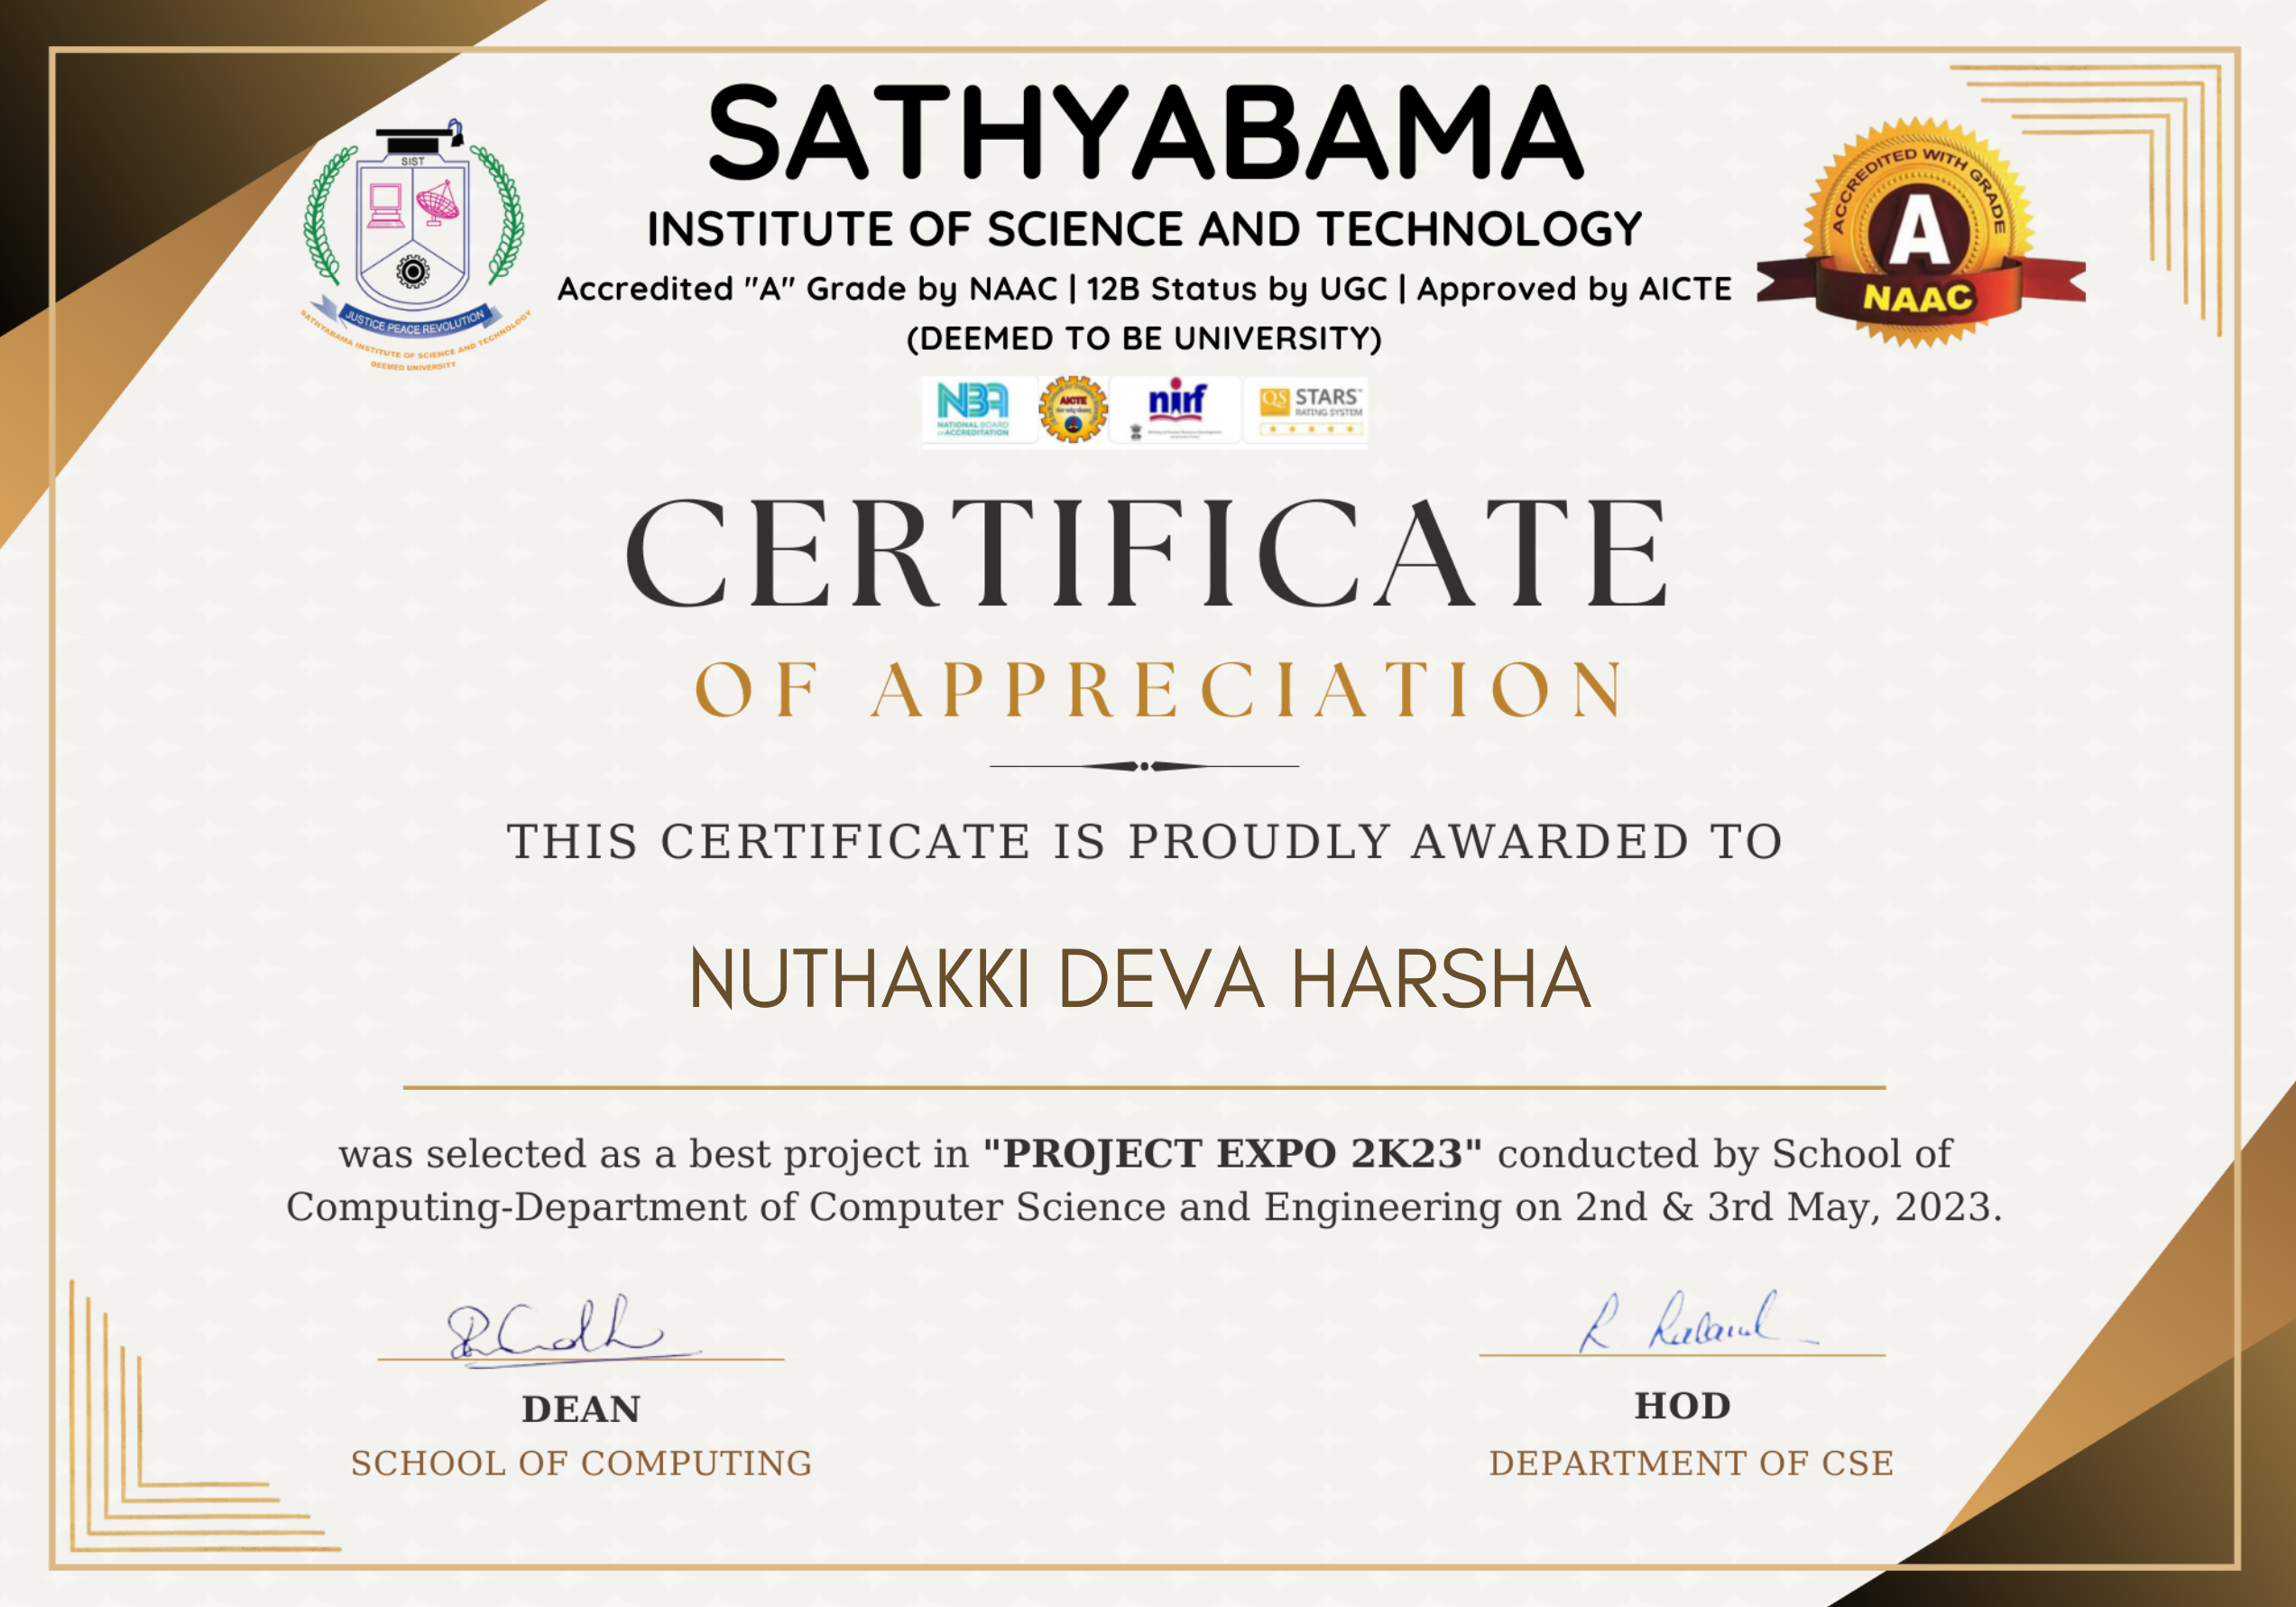 SATHYABAMA
INSTITUTE OF SCIENCE AND TECHNOLOGY
Accredited "A" Grade by NAAC | 12B Status by UGC | Approved by AICTE
(DEEMED TO BE UNIVERSITY)
SIST
JUSTICE PEACE REVOLUTION
SATHYABAMA INSTITUTE OF SCIENCE AND TECHNOLOGY
DEEMED UNIVERSITY
ACCREDITED WITH GRADE
A
NAAC
NBA
NATIONAL BOARD
of ACCREDITATION
AICTE
nirf
QS STARS™
RATING SYSTEM
CERTIFICATE
OF APPRECIATION
THIS CERTIFICATE IS PROUDLY AWARDED TO
NUTHAKKI DEVA HARSHA
was selected as a best project in "PROJECT EXPO 2K23" conducted by School of
Computing-Department of Computer Science and Engineering on 2nd & 3rd May, 2023.
DEAN
SCHOOL OF COMPUTING
HOD
DEPARTMENT OF CSE